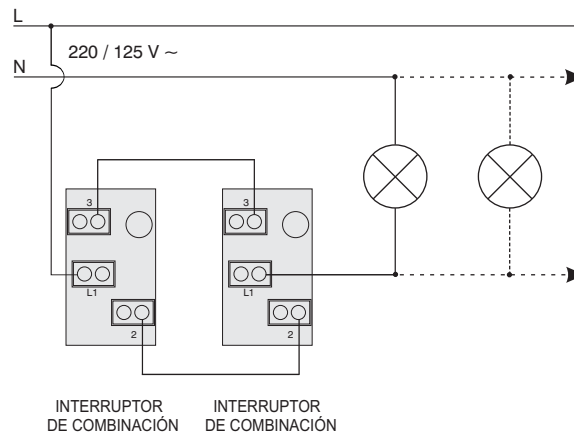 L
220 / 125 V ~
N
3
3
L1
L1
2
2
INTERRUPTOR
DE COMBINACIÓN
INTERRUPTOR
DE COMBINACIÓN